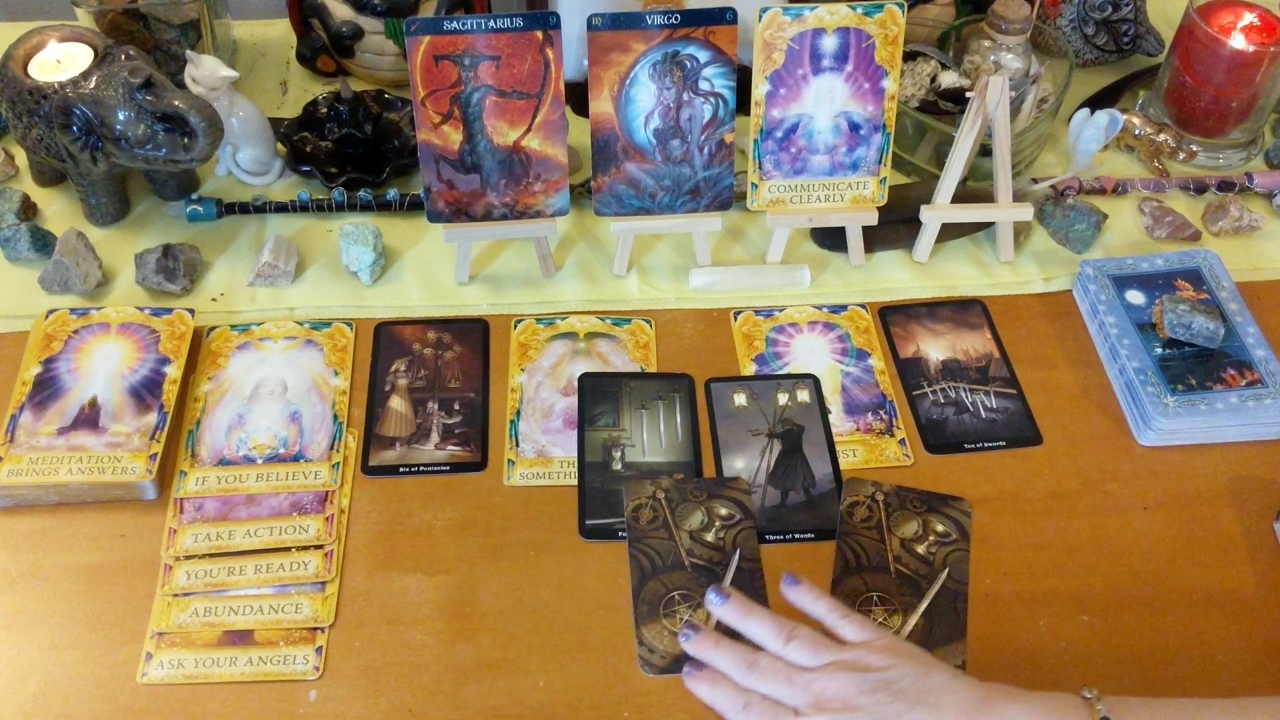 SAGITTARIUS 9
♍ VIRGO 6
COMMUNICATE
CLEARLY
MEDITATION
BRINGS ANSWERS
IF YOU BELIEVE
TAKE ACTION
YOU'RE READY
ABUNDANCE
ASK YOUR ANGELS
Six of Pentacles
Three of Wands
Ten of Swords